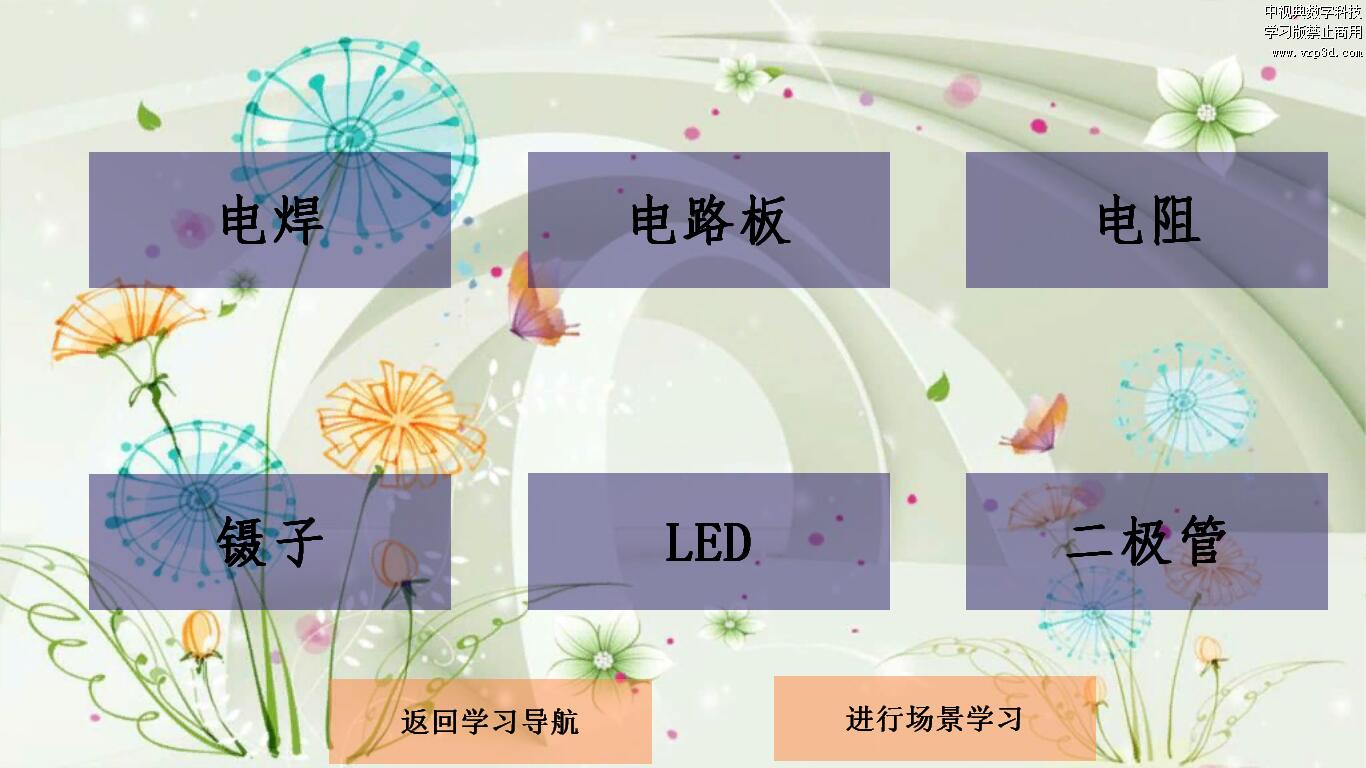 中视典数字科技
学习版禁止商用
www.vrp3d.com
电焊
电路板
电阻
镊子
LED
二极管
返回学习导航
进行场景学习